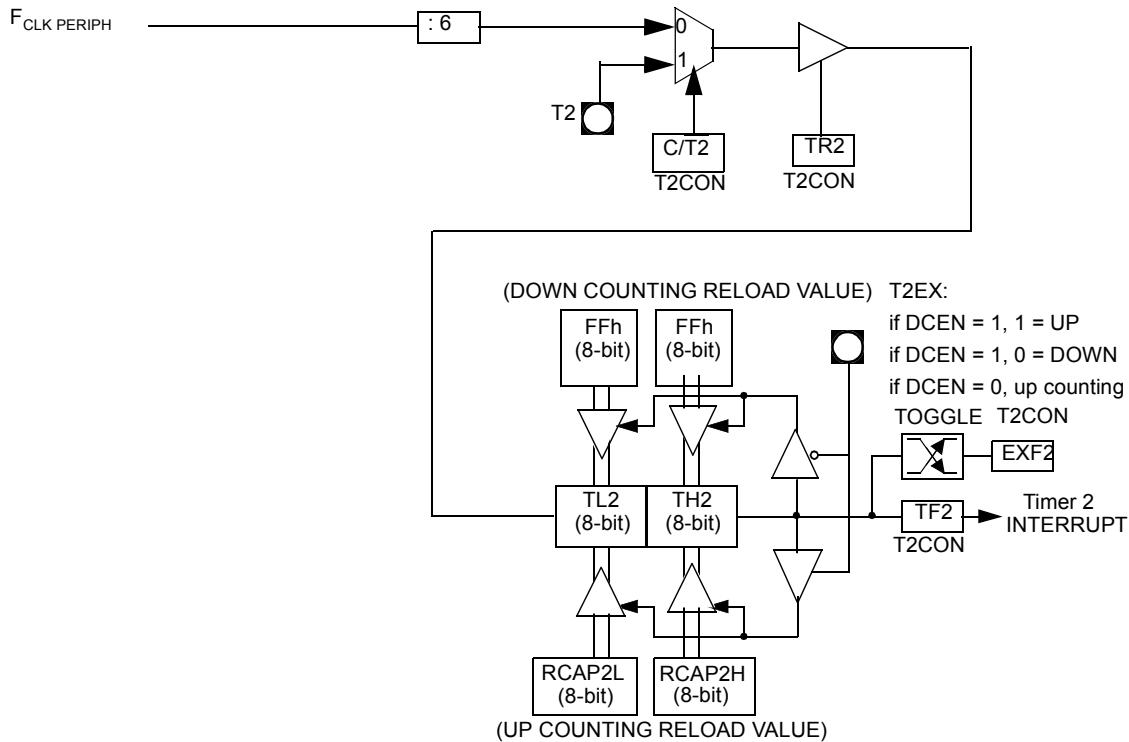 F CLK PERIPH
: 6
0
1
T2
C/T2
TR2
T2CON
T2CON
(DOWN COUNTING RELOAD VALUE)
T2EX:
if DCEN = 1, 1 = UP
if DCEN = 1, 0 = DOWN
if DCEN = 0, up counting
FFh
(8-bit)
FFh
(8-bit)
TOGGLE
T2CON
EXF2
TL2
(8-bit)
TH2
(8-bit)
TF2
T2CON
Timer 2
INTERRUPT
RCAP2L
(8-bit)
RCAP2H
(8-bit)
(UP COUNTING RELOAD VALUE)